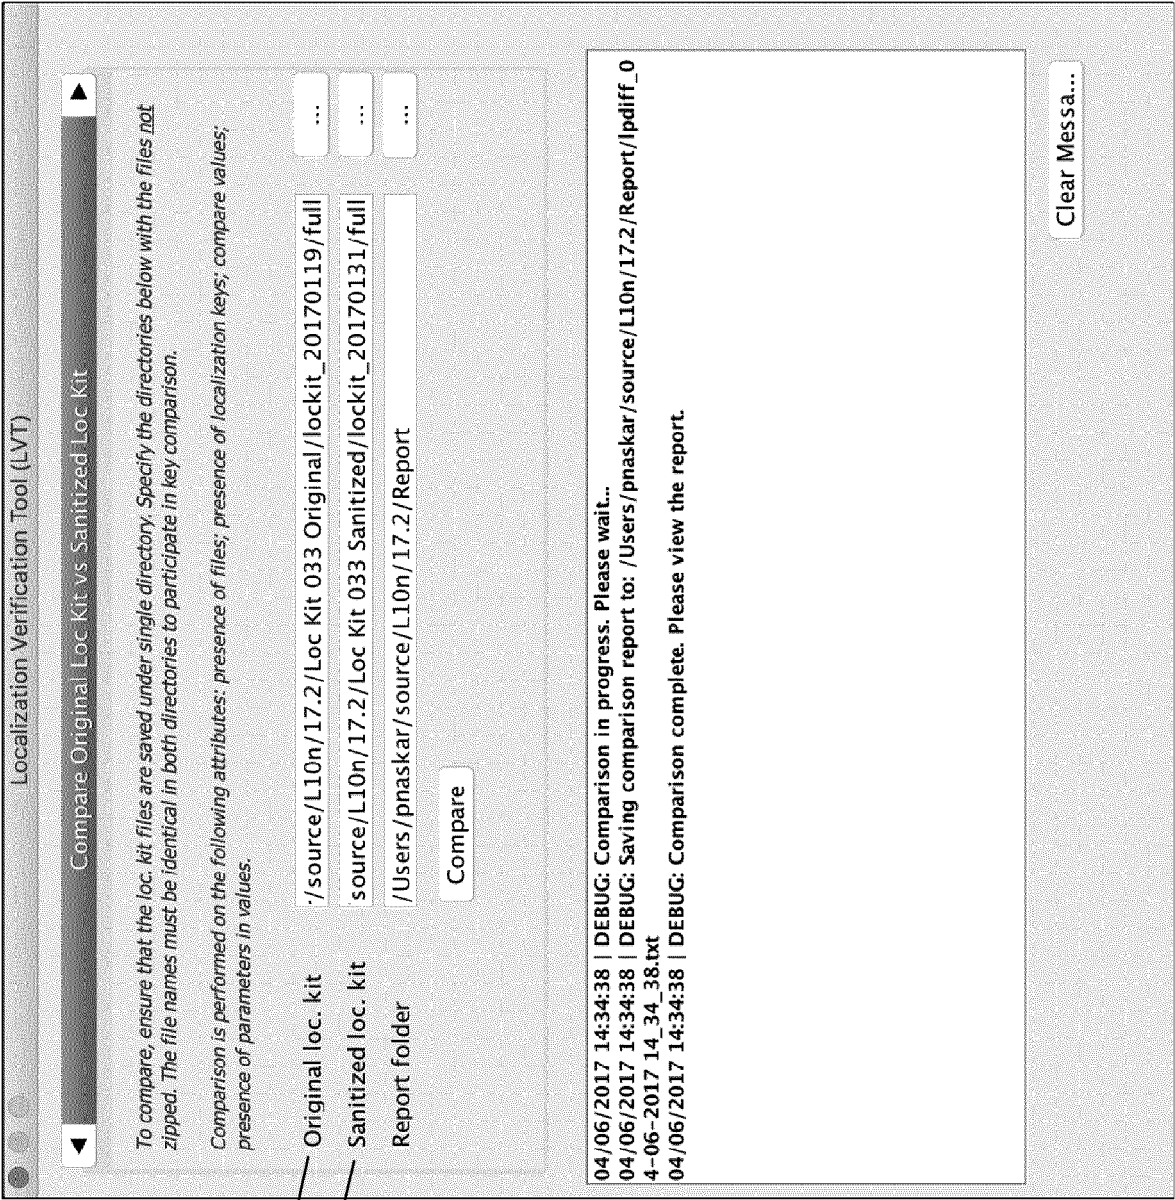 Localization Verification Tool (LVT)
Compare Original Loc Kit vs Sanitized Loc Kit
To compare, ensure that the loc. kit files are saved under single directory. Specify the directories below with the files not
zipped. The file names must be identical in both directories to participate in key comparison.
Comparison is performed on the following attributes: presence of files; presence of localization keys; compare values;
presence of parameters in values.
Original loc. kit /source/L10n/17.2/Loc Kit 033 Original/lockit_20170119/full ...
Sanitized loc. kit source/L10n/17.2/Loc Kit 033 Sanitized/lockit_20170131/full ...
Report folder /Users/pnaskar/source/L10n/17.2/Report ...
Compare
04/06/2017 14:34:38 | DEBUG: Comparison in progress. Please wait...
04/06/2017 14:34:38 | DEBUG: Saving comparison report to: /Users/pnaskar/source/L10n/17.2/Report/lpdiff_0
4-06-2017 14_34_38.txt
04/06/2017 14:34:38 | DEBUG: Comparison complete. Please view the report.
Clear Messa...